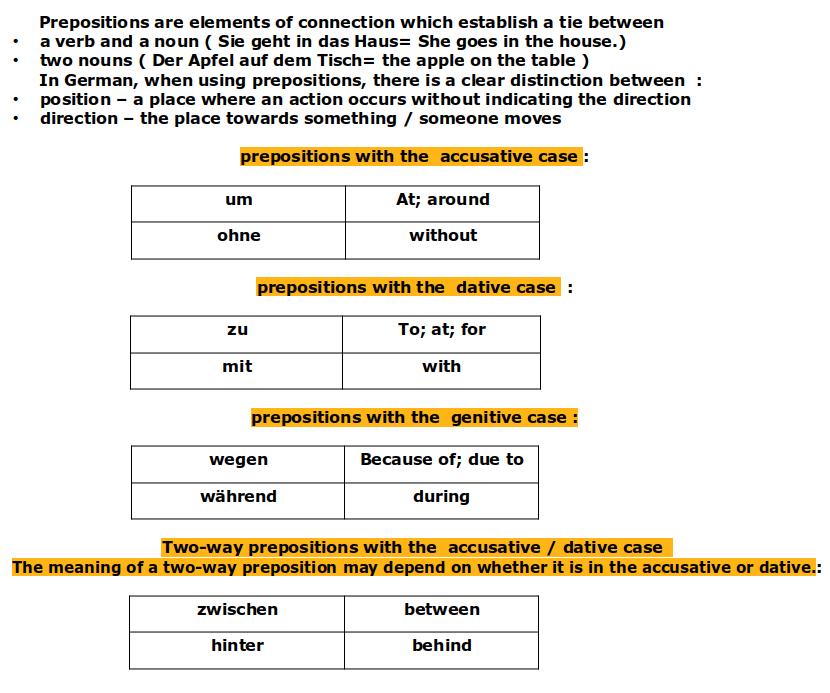 Prepositions are elements of connection which establish a tie between
• a verb and a noun ( Sie geht in das Haus= She goes in the house.)
• two nouns ( Der Apfel auf dem Tisch= the apple on the table )
In German, when using prepositions, there is a clear distinction between :
• position – a place where an action occurs without indicating the direction
• direction – the place towards something / someone moves
prepositions with the accusative case :
um At; around
ohne without
prepositions with the dative case :
zu To; at; for
mit with
prepositions with the genitive case :
wegen Because of; due to
während during
Two-way prepositions with the accusative / dative case
The meaning of a two-way preposition may depend on whether it is in the accusative or dative.:
zwischen between
hinter behind